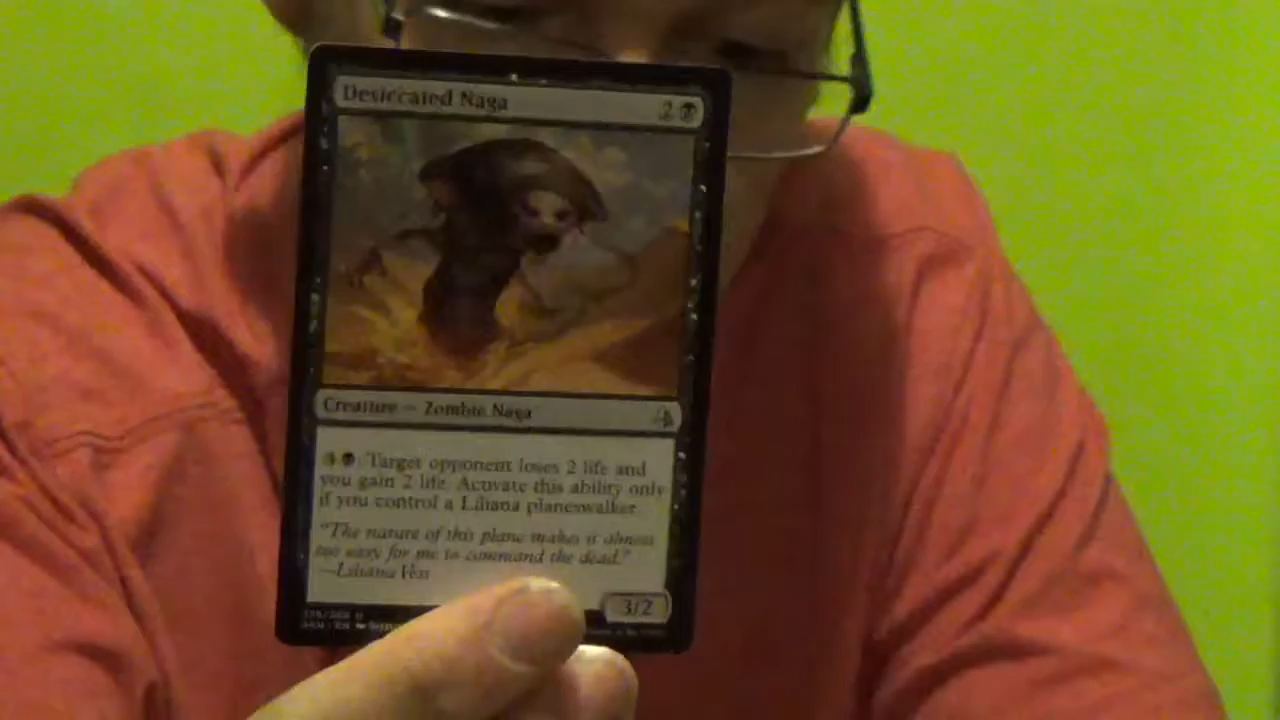 Desiccated Naga 2
Creature — Zombie Naga
: Target opponent loses 2 life and
you gain 2 life. Activate this ability only
if you control a Liliana planeswalker.
"The nature of this plane makes it almost
too easy for me to command the dead."
—Liliana Vess
3/2
AKH • EN